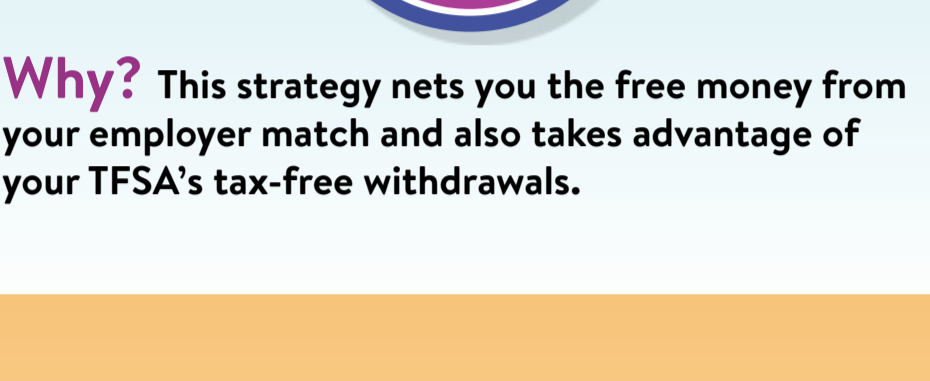 Why? This strategy nets you the free money from
your employer match and also takes advantage of
your TFSA’s tax-free withdrawals.